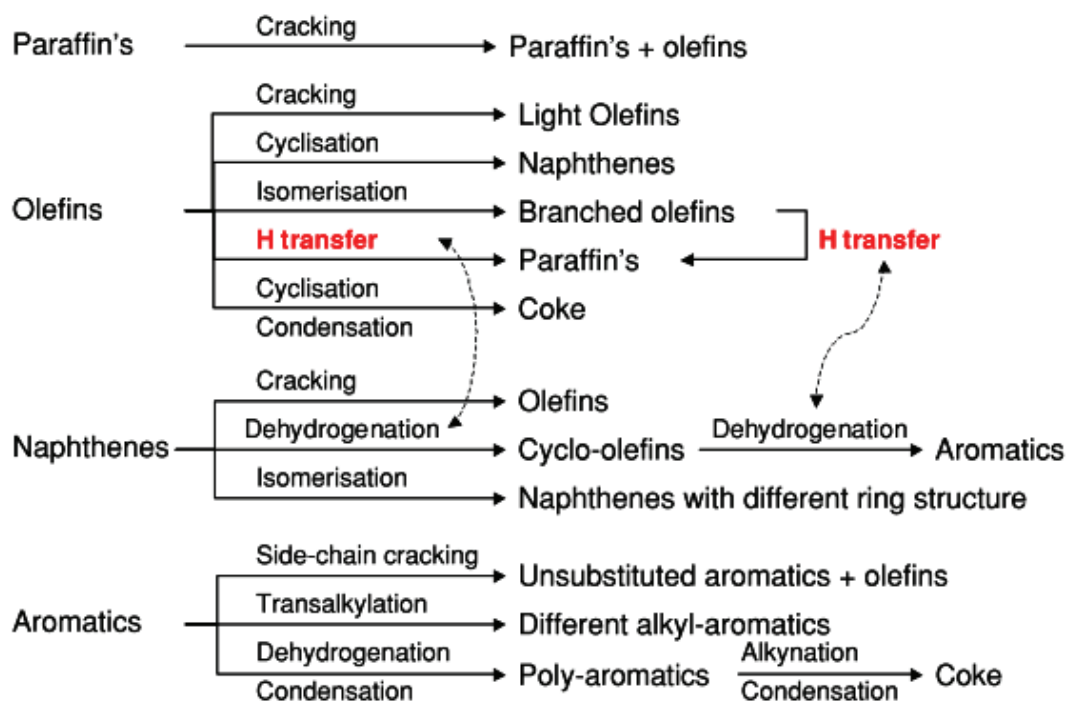 Cracking
Paraffin's
Paraffin's + olefins
Cracking
Light Olefins
Cyclisation
Naphthenes
Isomerisation
Olefins
Branched olefins
H transfer
H transfer
Paraffin's
Cyclisation
Coke
Condensation
Cracking
Olefins
Dehydrogenation
Dehydrogenation
Naphthenes
Cyclo-olefins
Aromatics
Isomerisation
Naphthenes with different ring structure
Side-chain cracking
Unsubstituted aromatics + olefins
Transalkylation
Aromatics
Different alkyl-aromatics
Dehydrogenation
Alkynation
Poly-aromatics
Coke
Condensation
Condensation